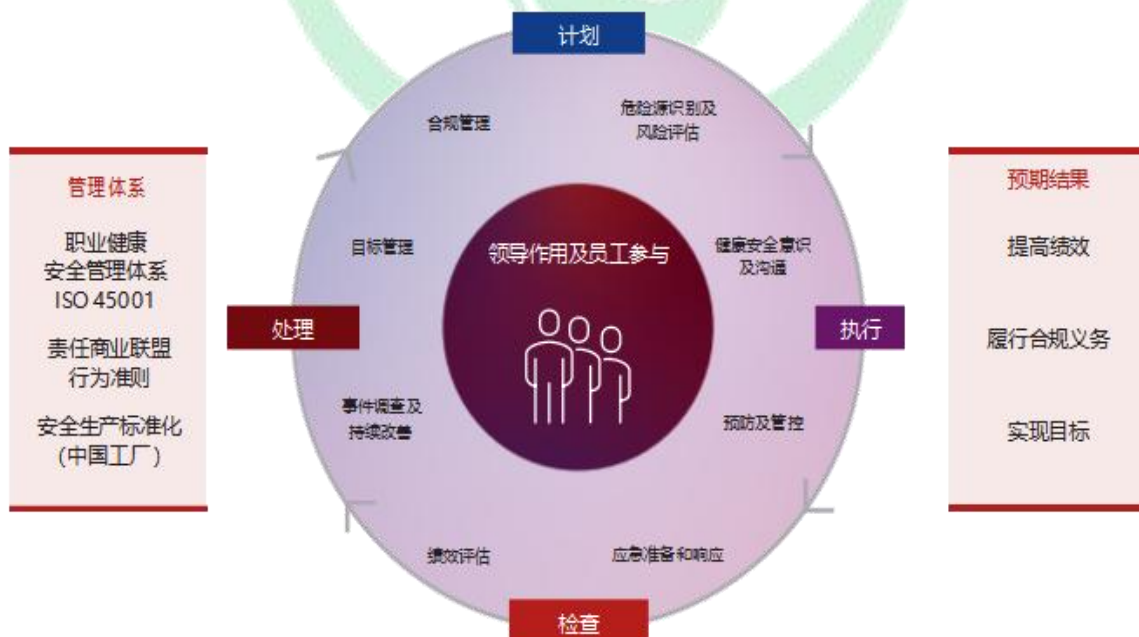 计划
合规管理
危险源识别及
风险评估
管理体系
职业健康
安全管理体系
ISO 45001
责任商业联盟
行为准则
安全生产标准化
(中国工厂)
目标管理
领导作用及员工参与
健康安全意识
及沟通
处理
执行
事件调查及
持续改善
预防及管控
绩效评估
应急准备和响应
检查
预期结果
提高绩效
履行合规义务
实现目标